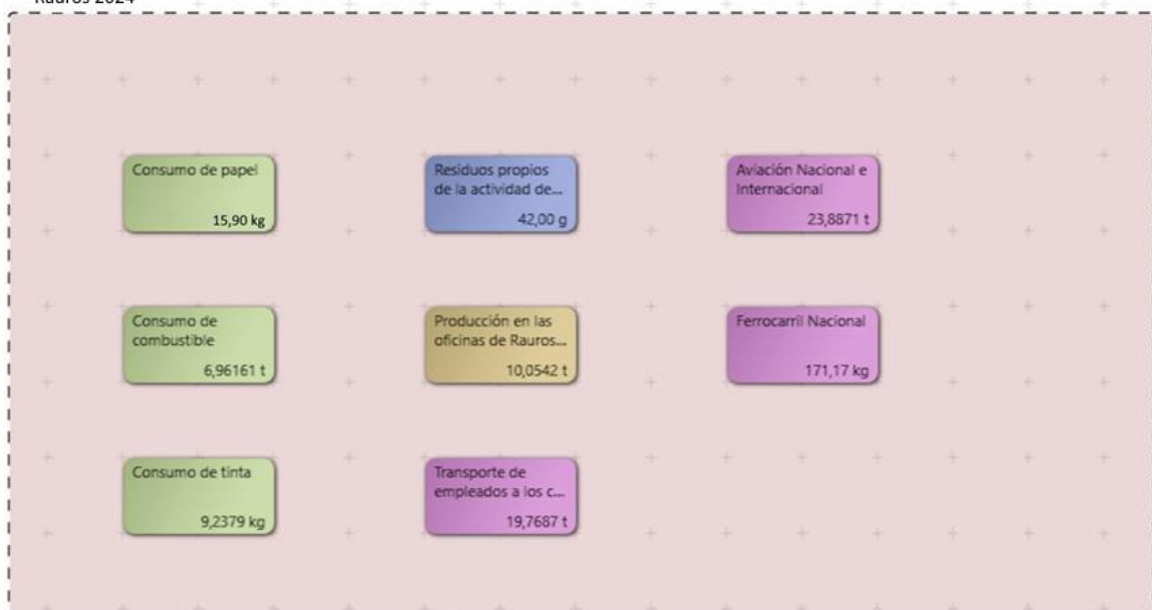 Rauros 2024
Consumo de papel
15,90 kg
Residuos propios
de la actividad de...
42,00 g
Aviación Nacional e
Internacional
23,8871 t
Consumo de
combustible
6,96161 t
Producción en las
oficinas de Rauros...
10,0542 t
Ferrocarril Nacional
171,17 kg
Consumo de tinta
9,2379 kg
Transporte de
empleados a los c...
19,7687 t